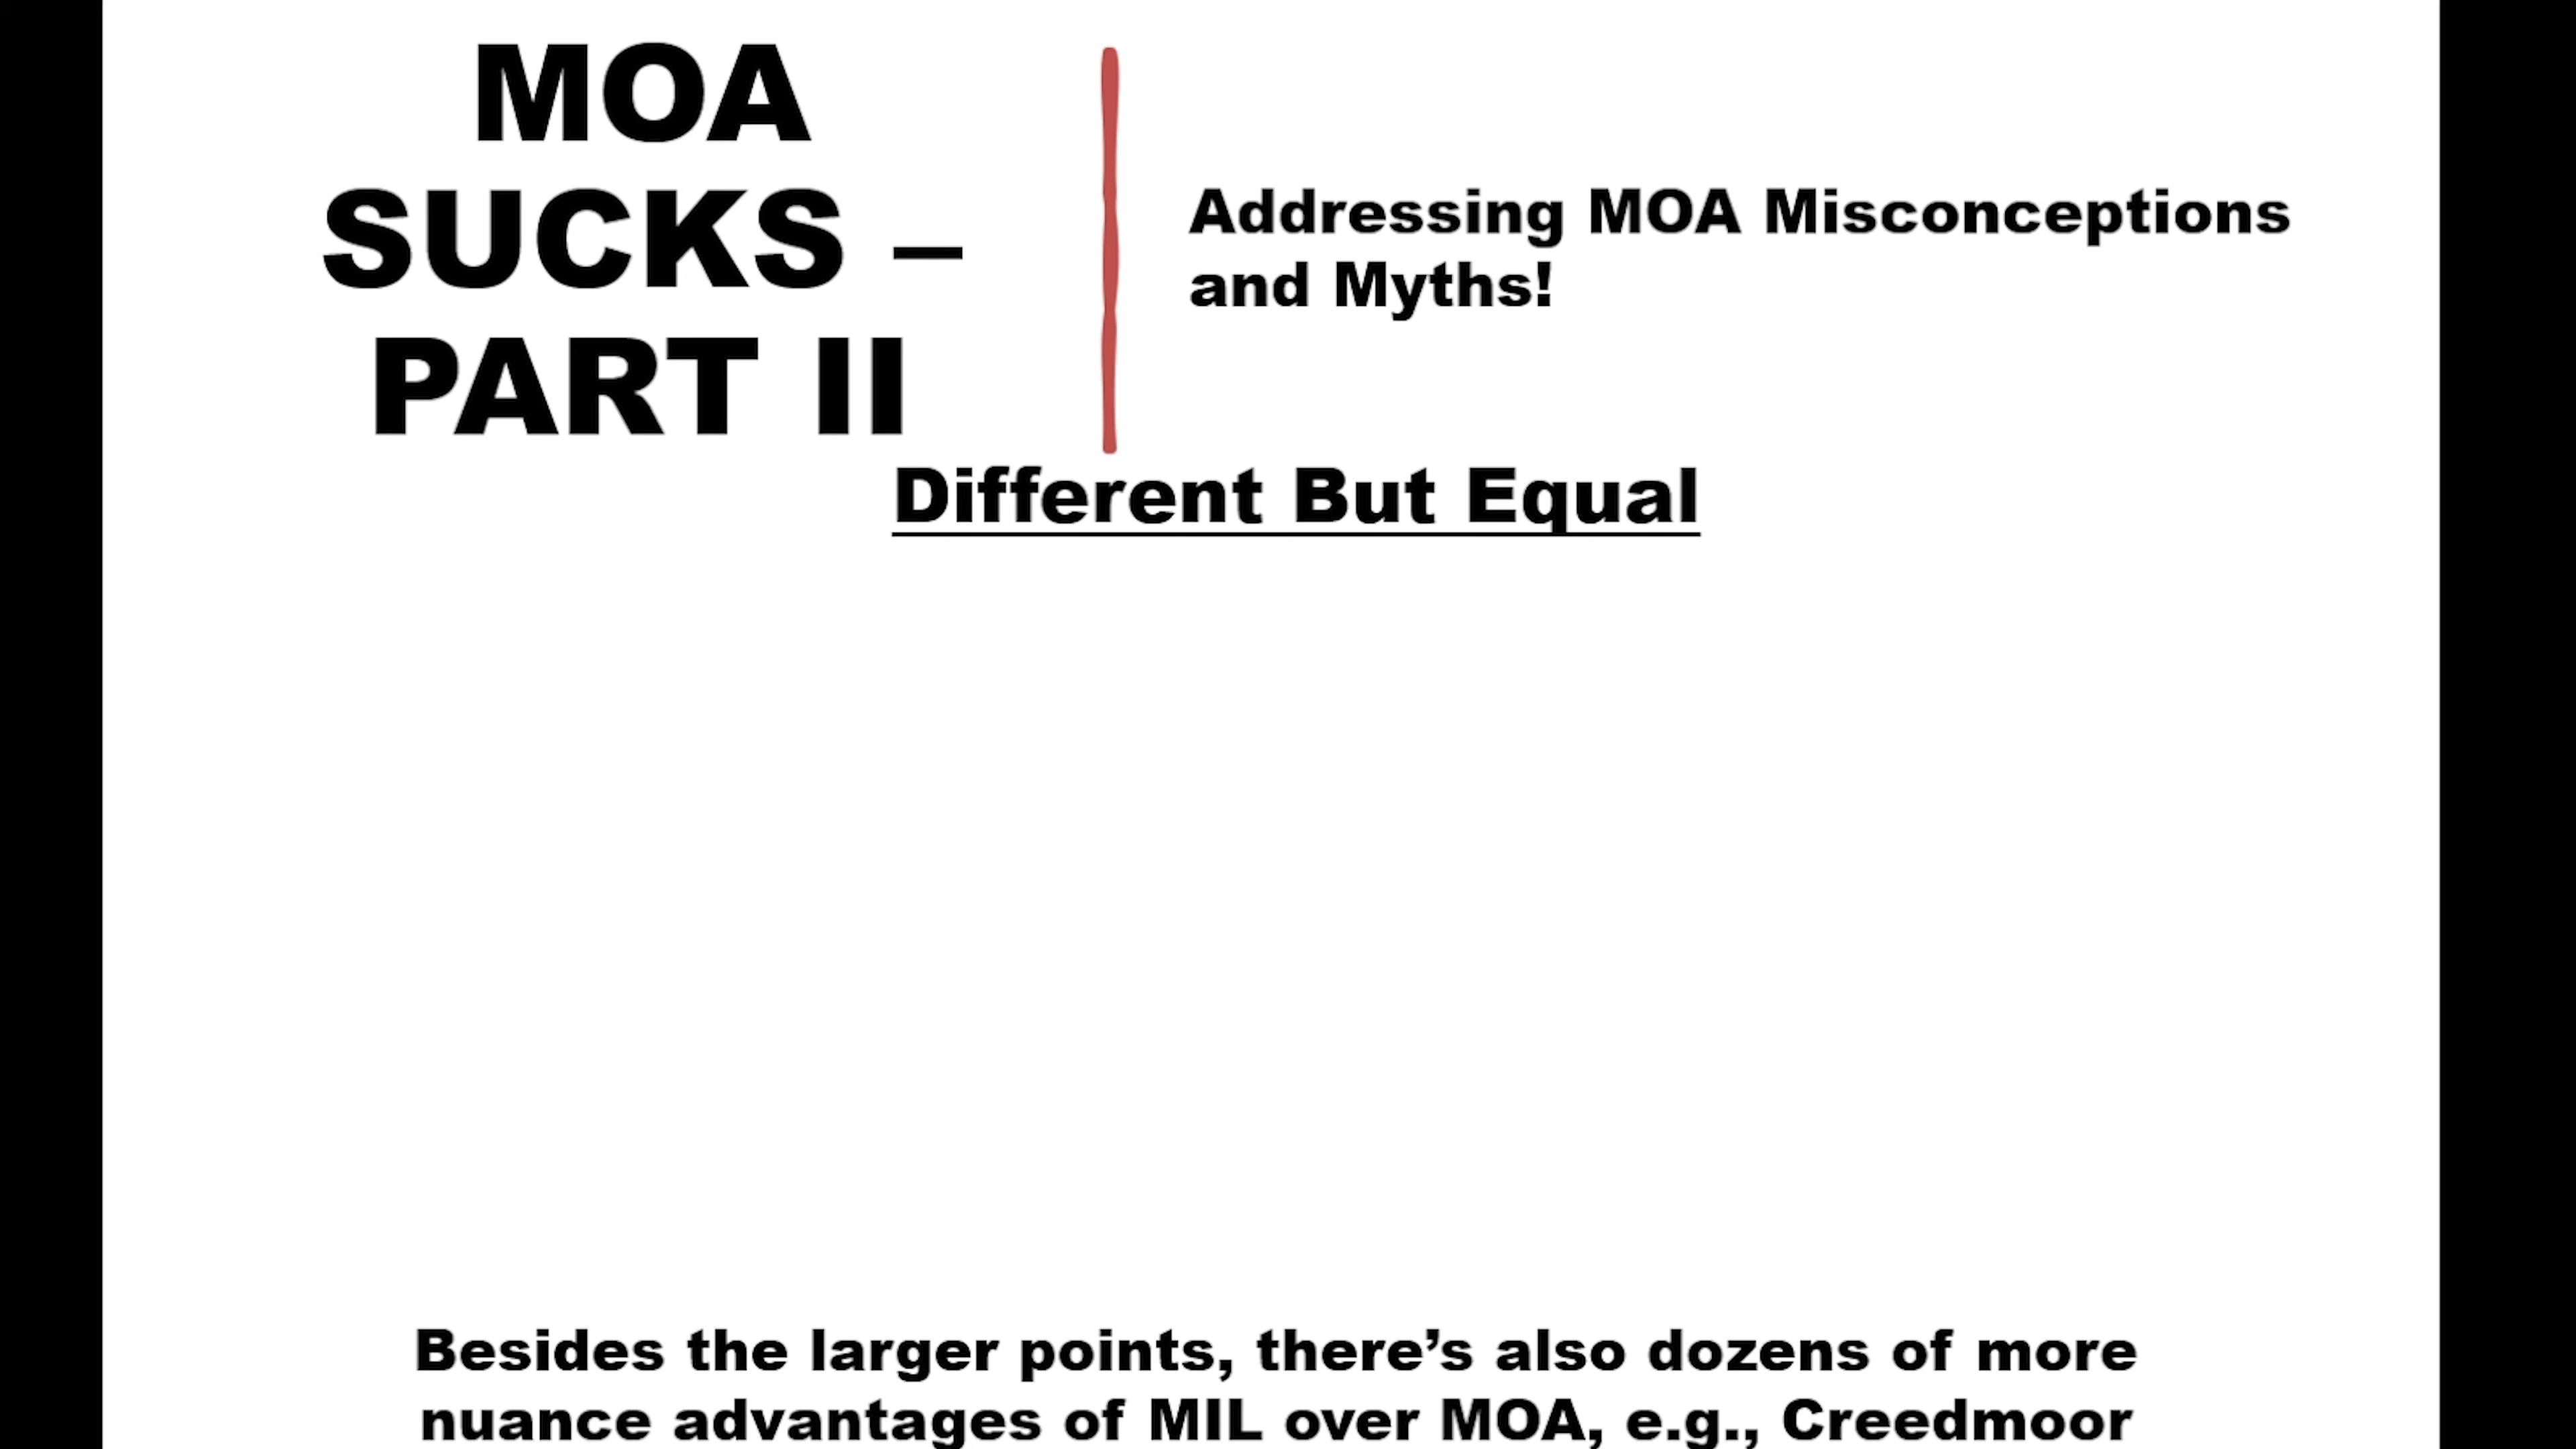 MOA
SUCKS –
PART II
Addressing MOA Misconceptions
and Myths!
Different But Equal
Besides the larger points, there’s also dozens of more
nuance advantages of MIL over MOA, e.g., Creedmoor